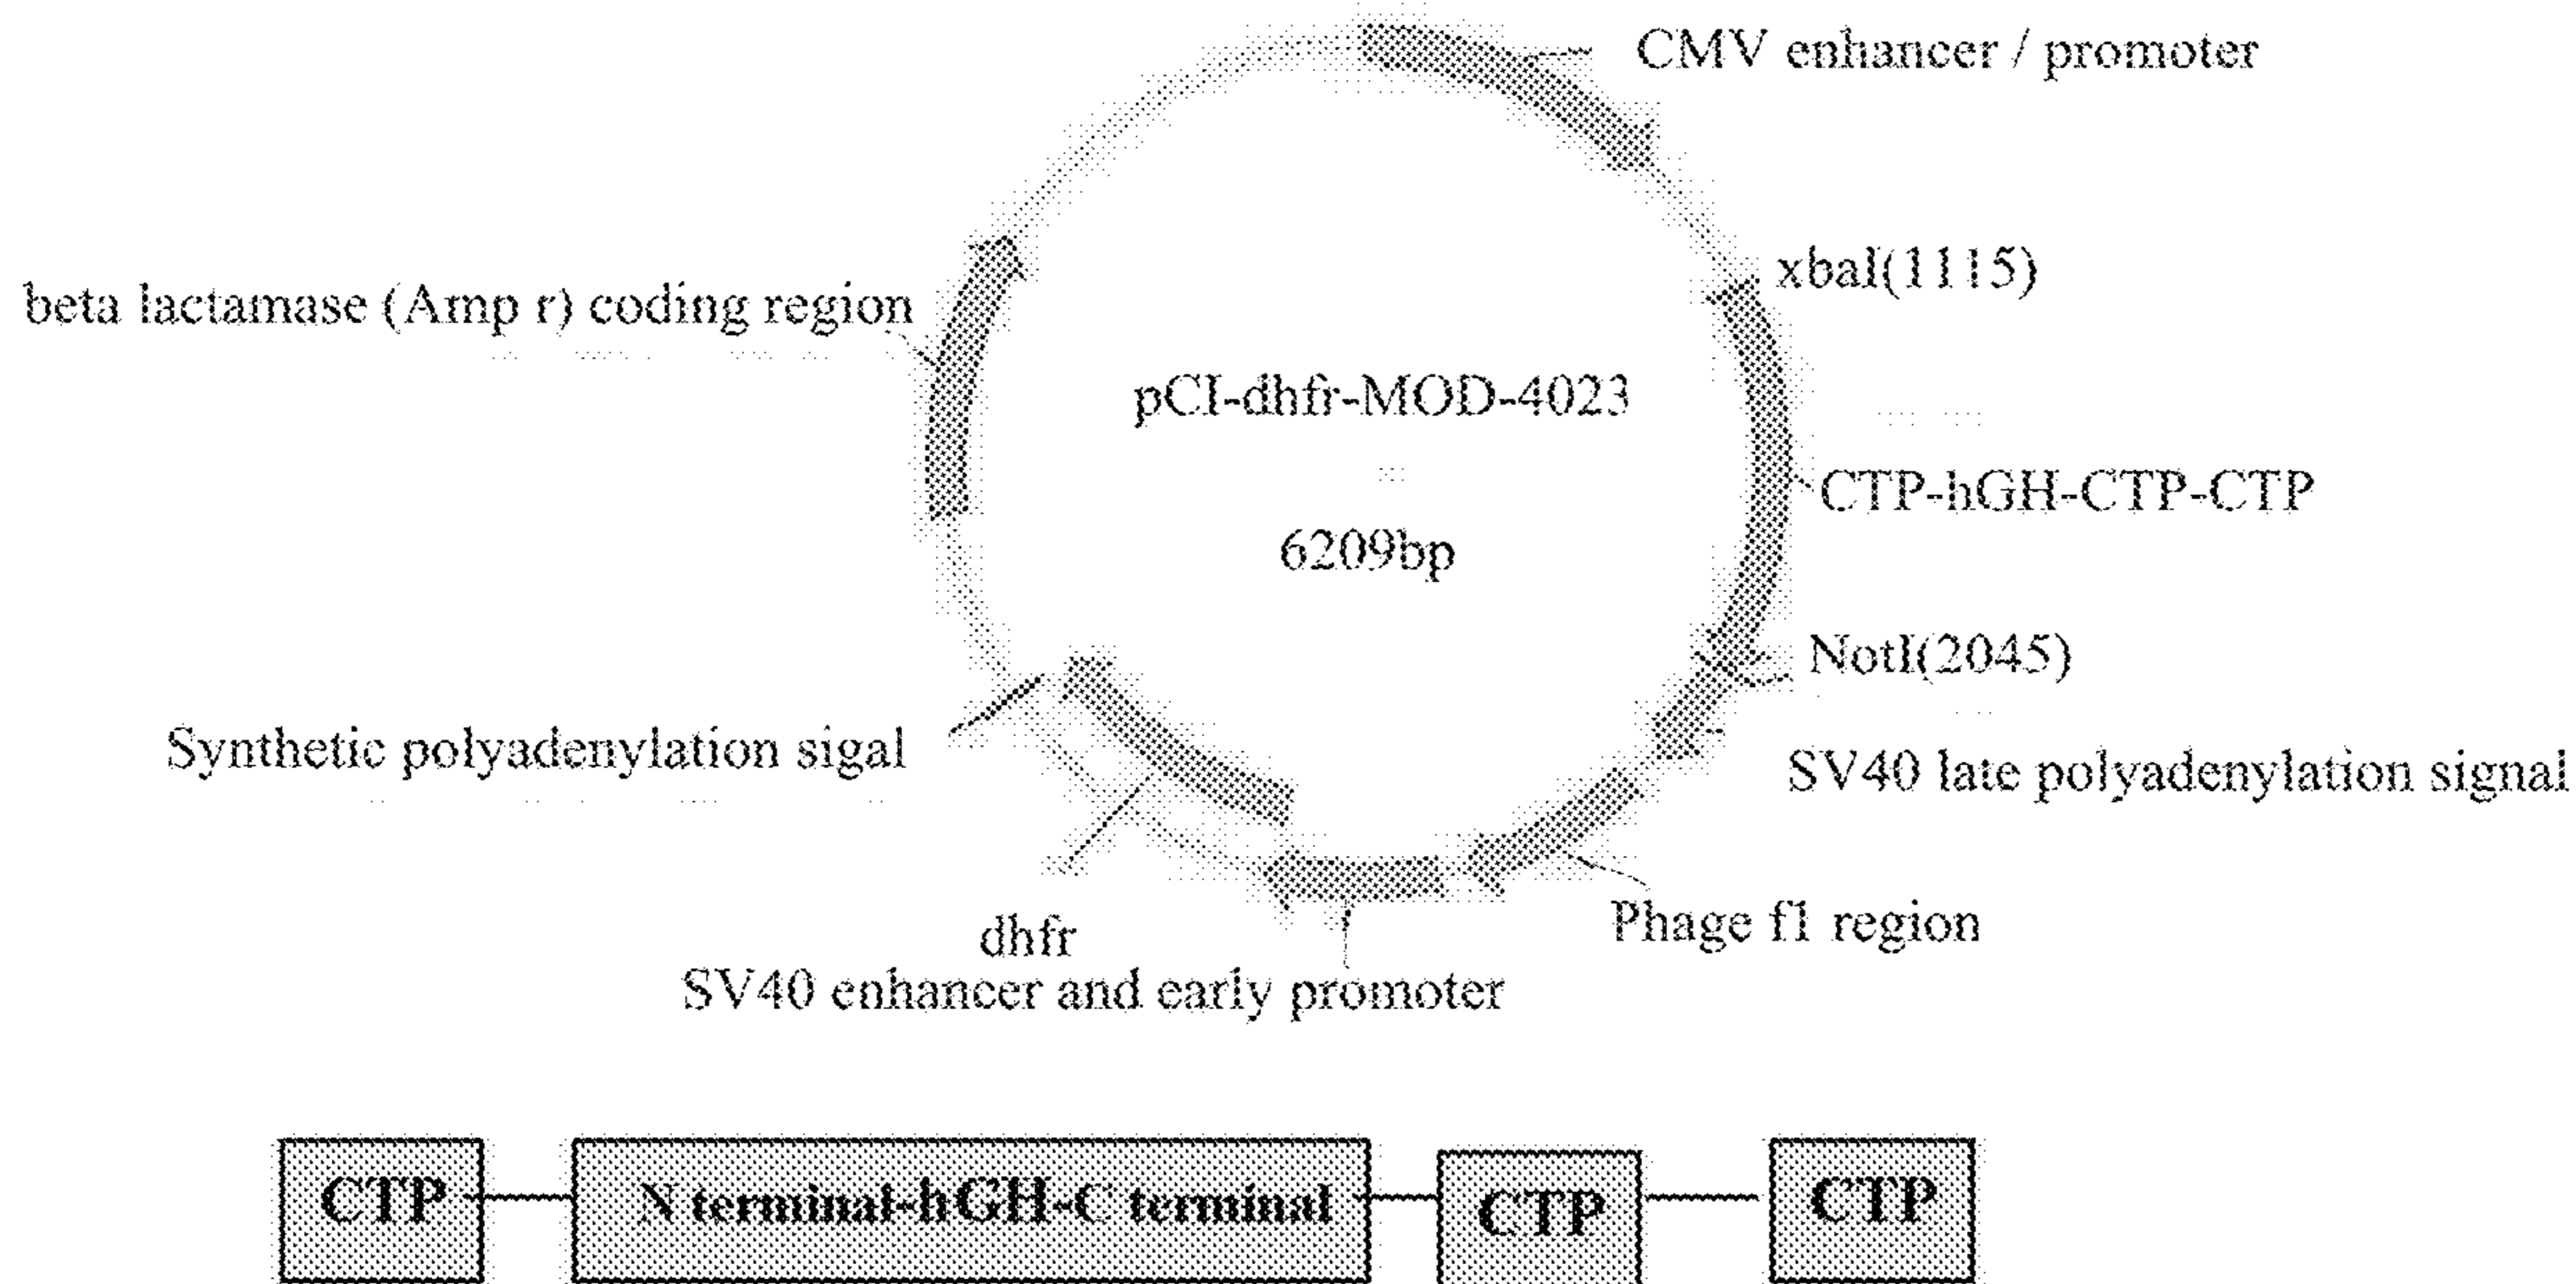 CMV enhancer / promoter
xbaI(1115)
beta lactamase (Amp r) coding region
pCI-dhfr-MOD-4023
CTP-hGH-CTP-CTP
6209bp
NotI(2045)
Synthetic polyadenylation sigal
SV40 late polyadenylation signal
Phage f1 region
dhfr
SV40 enhancer and early promoter
CTP
N terminal-hGH-C terminal
CTP
CTP